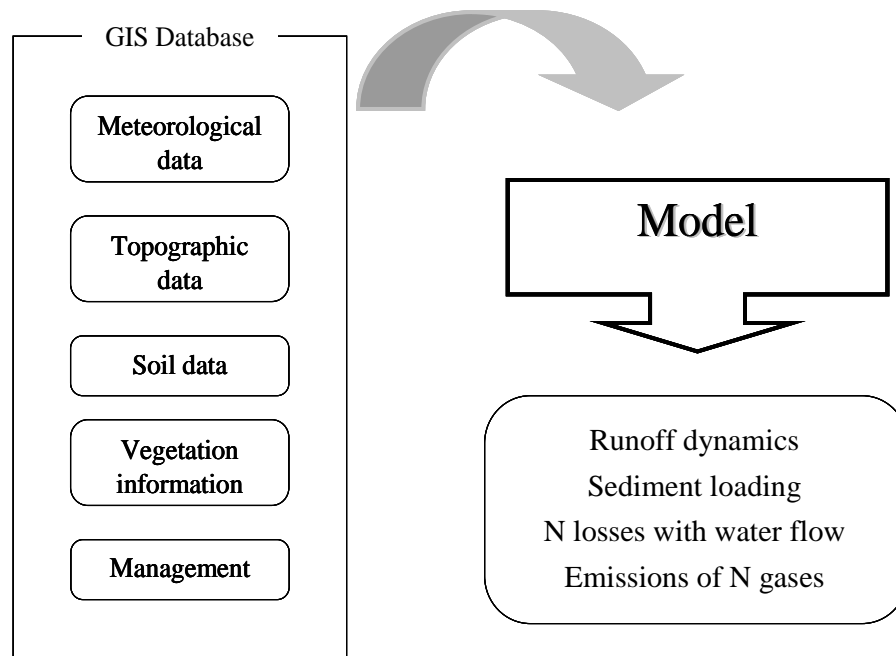 GIS Database
Meteorological
data
Topographic
data
Soil data
Vegetation
information
Management
Model
Runoff dynamics
Sediment loading
N losses with water flow
Emissions of N gases